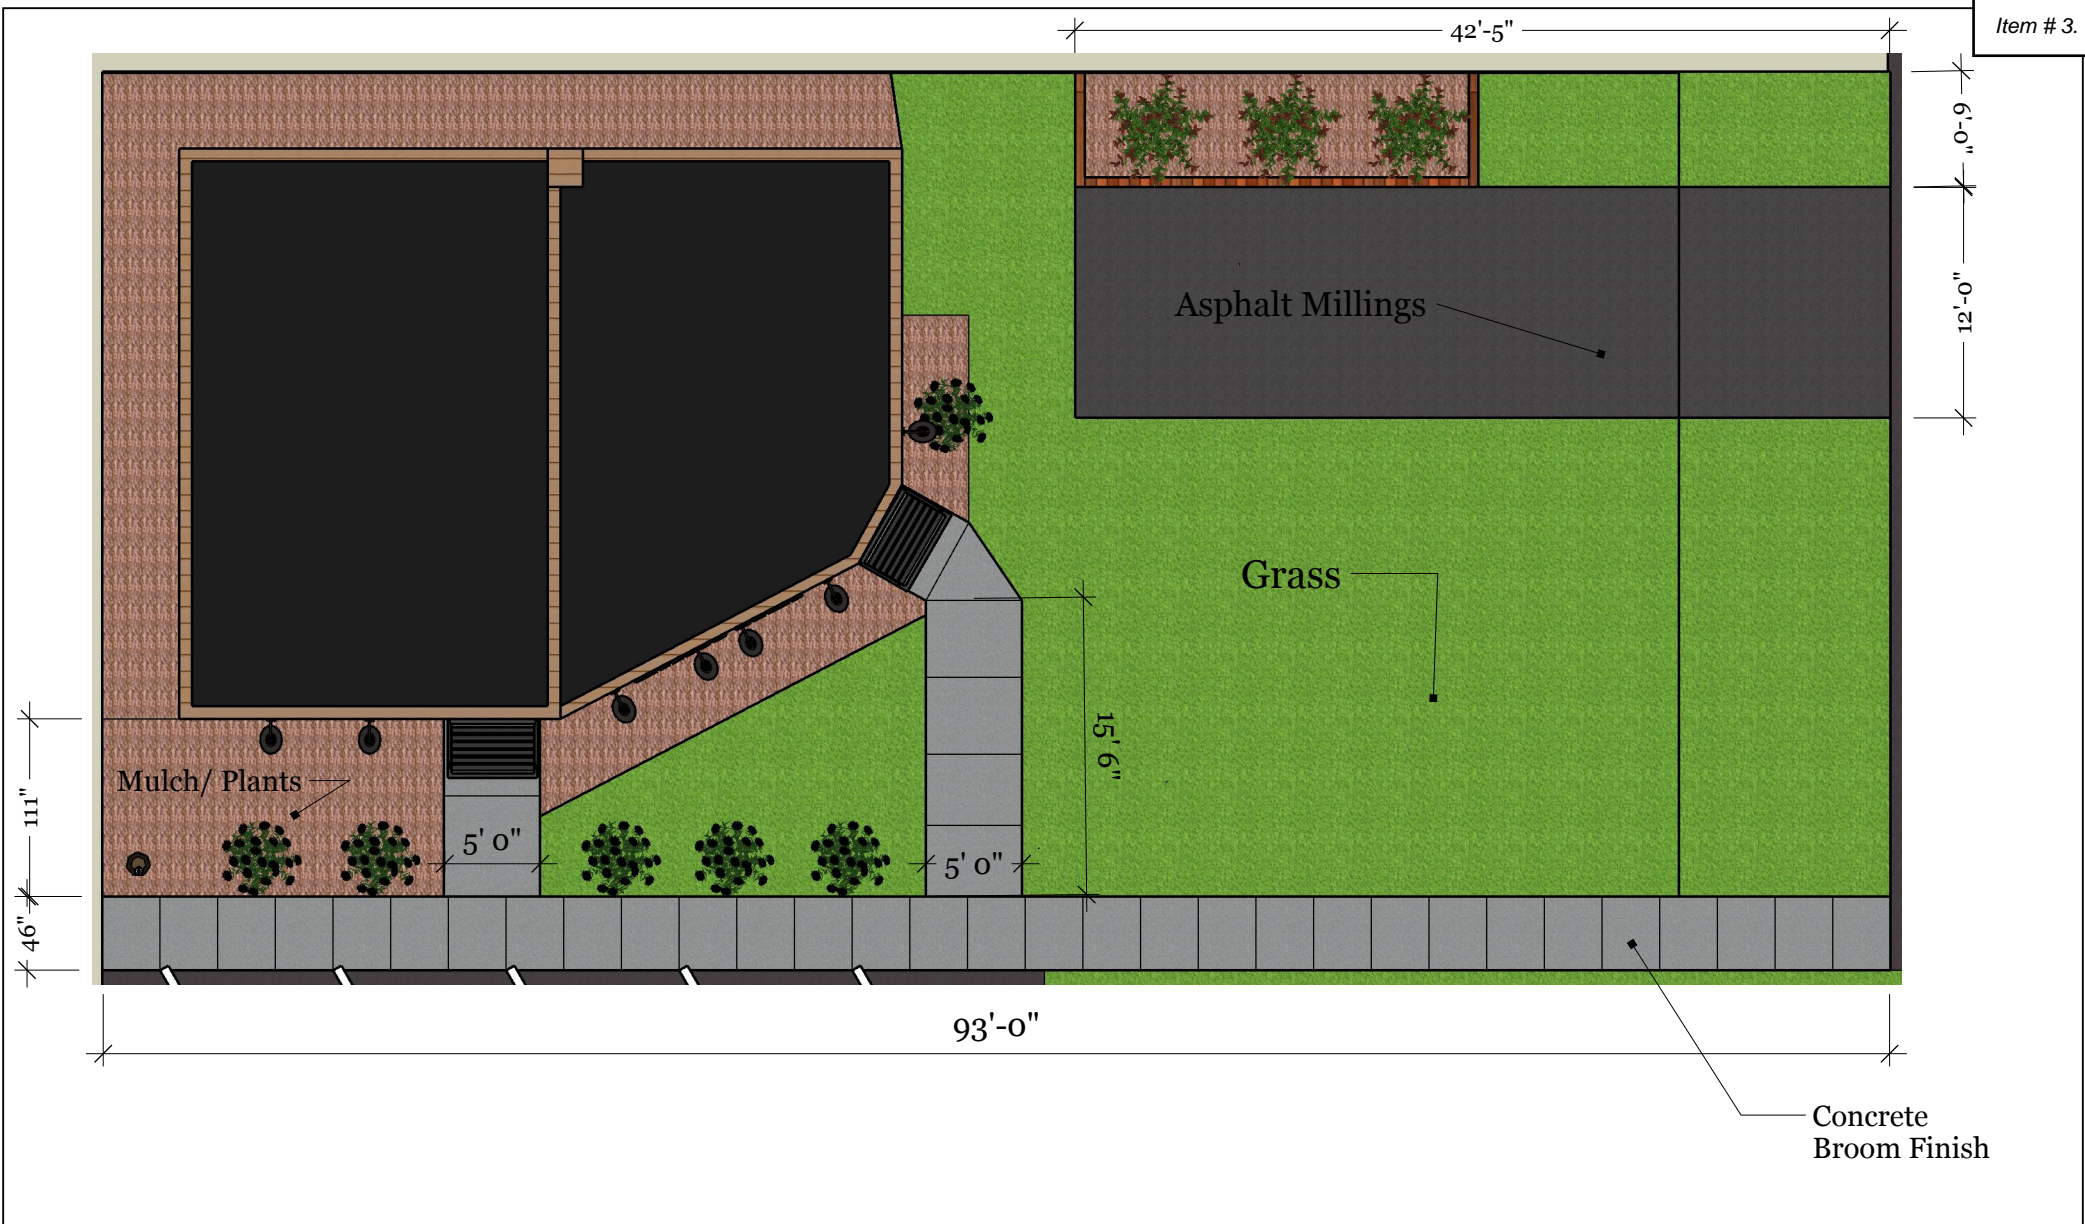 Item # 3.
42'-5"
6'-0"
Asphalt Millings
12'-0"
Grass
15' 6"
111"
Mulch/ Plants
5' 0"
5' 0"
46"
93'-0"
Concrete
Broom Finish